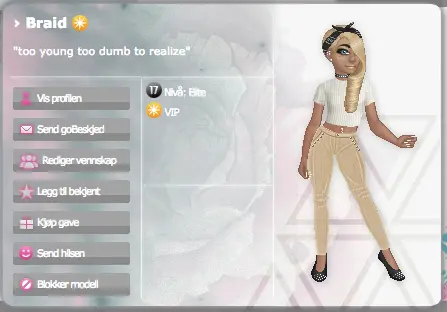 › Braid
"too young too dumb to realize"
Vis profilen
Send goBeskjed
Rediger vennskap
Legg til bekjent
Kjøp gave
Send hilsen
Blokker modell
17 Nivå: Elite
VIP